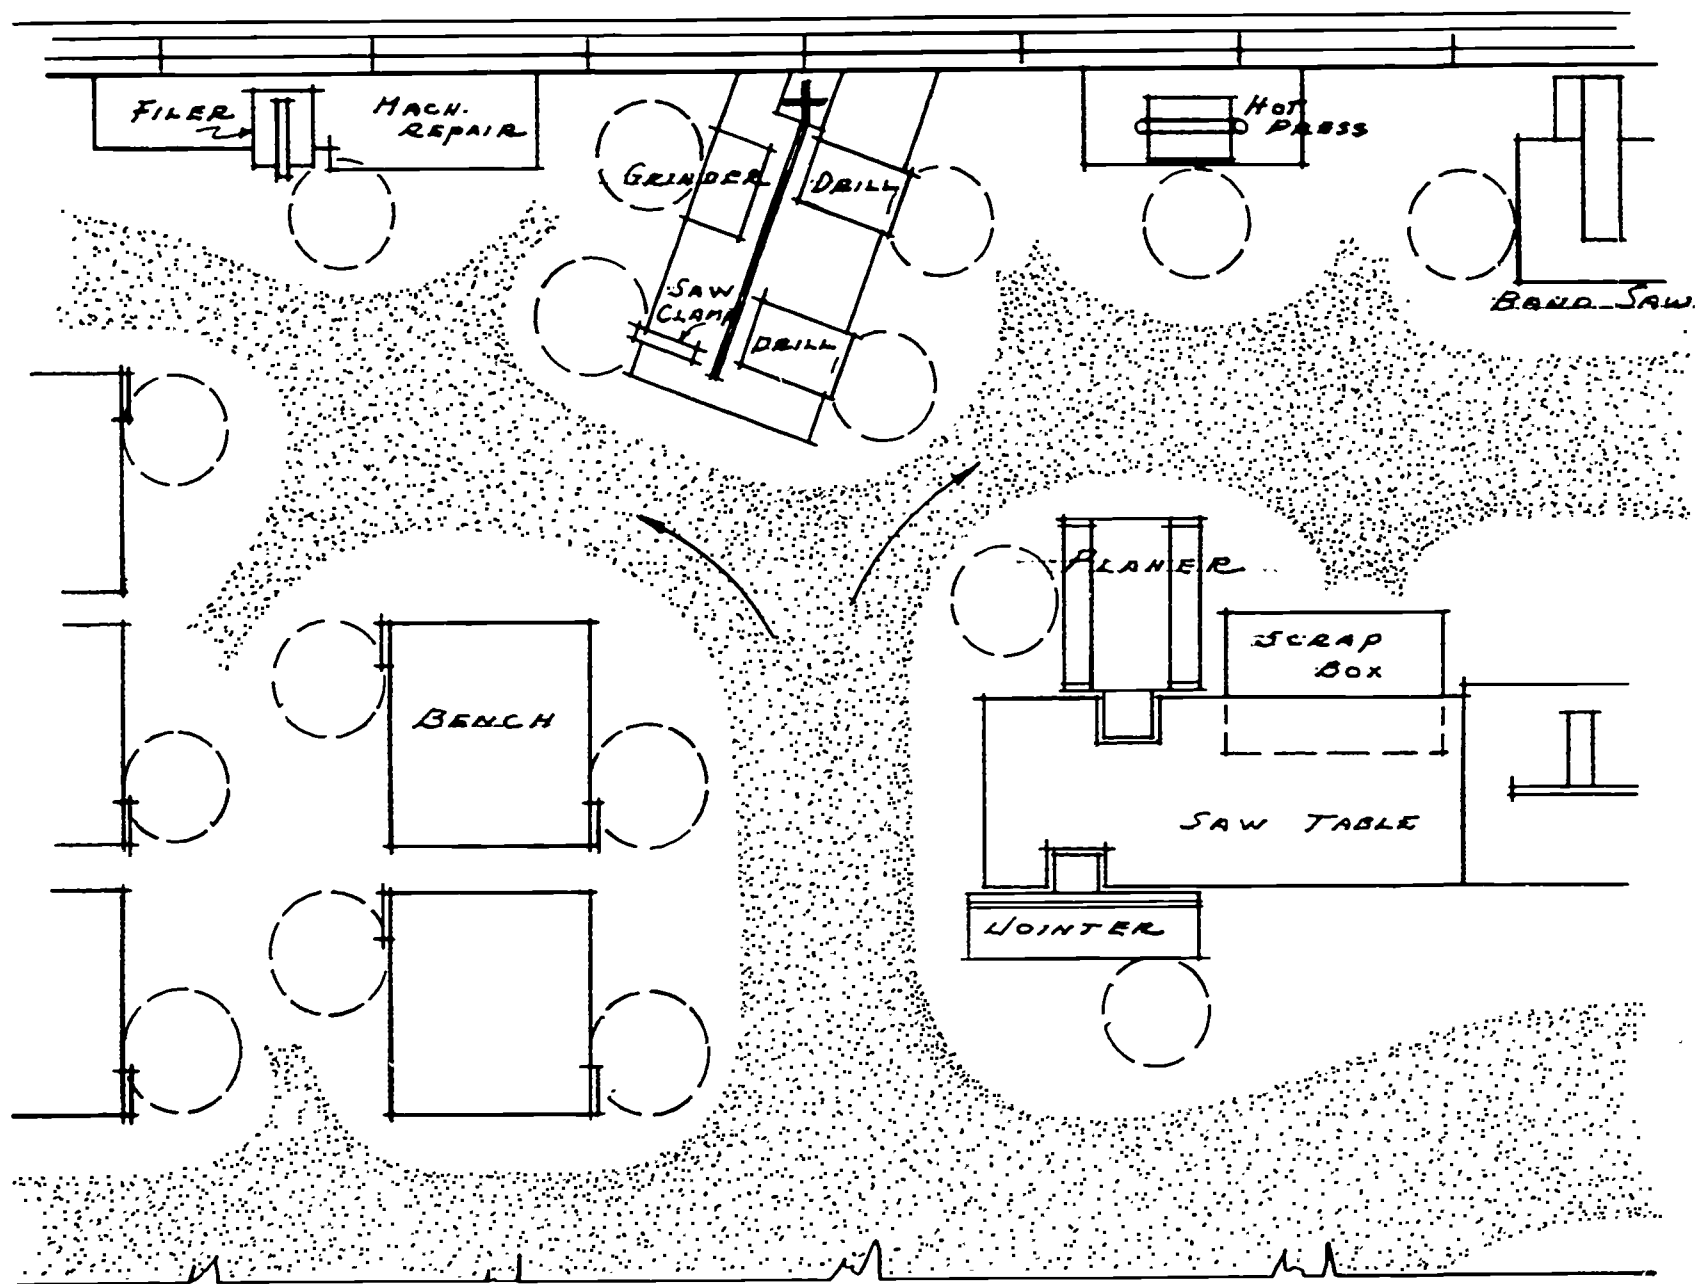 FILER
MACH.
REPAIR
GRINDER
DRILL
HOT
PRESS
SAW
CLAMP
DRILL
BAND SAW
PLANER
SCRAP
BOX
BENCH
SAW TABLE
JOINTER